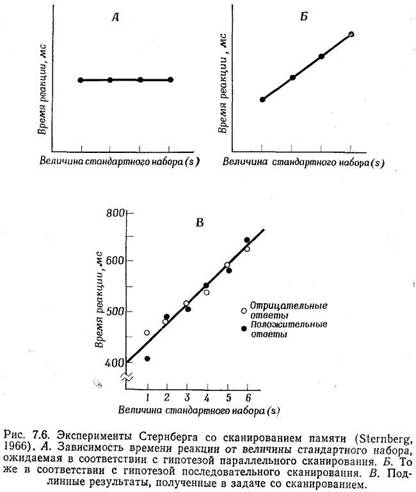 А
Время реакции, мс
Величина стандартного набора (s)
Б
Время реакции, мс
Величина стандартного набора (s)
В
Время реакции, мс
800
600
500
400
1 2 3 4 5 6
Величина стандартного набора (s)
Отрицательные
ответы
Положительные
ответы
Рис. 7.6. Эксперименты Стернберга со сканированием памяти (Sternberg,
1966). А. Зависимость времени реакции от величины стандартного набора,
ожидаемая в соответствии с гипотезой параллельного сканирования. Б. То
же в соответствии с гипотезой последовательного сканирования. В. Под-
линные результаты, полученные в задаче со сканированием.